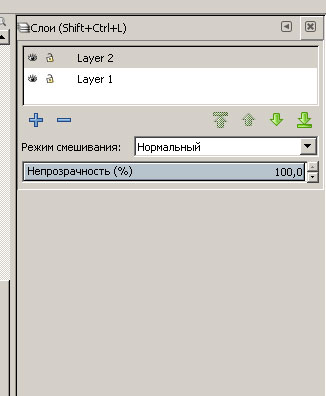 Слои (Shift+Ctrl+L)
Layer 2
Layer 1
Режим смешивания: Нормальный
Непрозрачность (%) 100,0